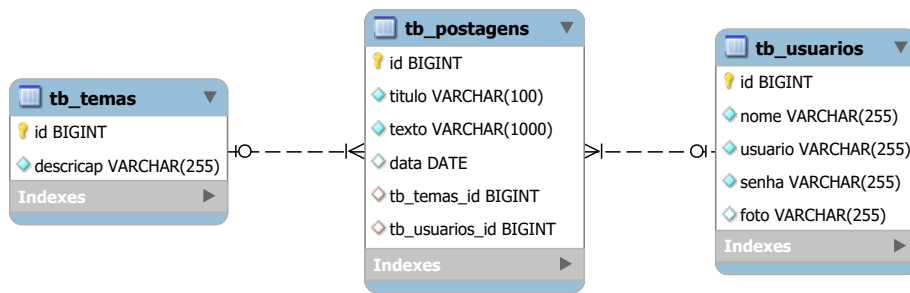 tb_temas
id BIGINT
descricap VARCHAR(255)
Indexes
tb_postagens
id BIGINT
titulo VARCHAR(100)
texto VARCHAR(1000)
data DATE
tb_temas_id BIGINT
tb_usuarios_id BIGINT
Indexes
tb_usuarios
id BIGINT
nome VARCHAR(255)
usuario VARCHAR(255)
senha VARCHAR(255)
foto VARCHAR(255)
Indexes